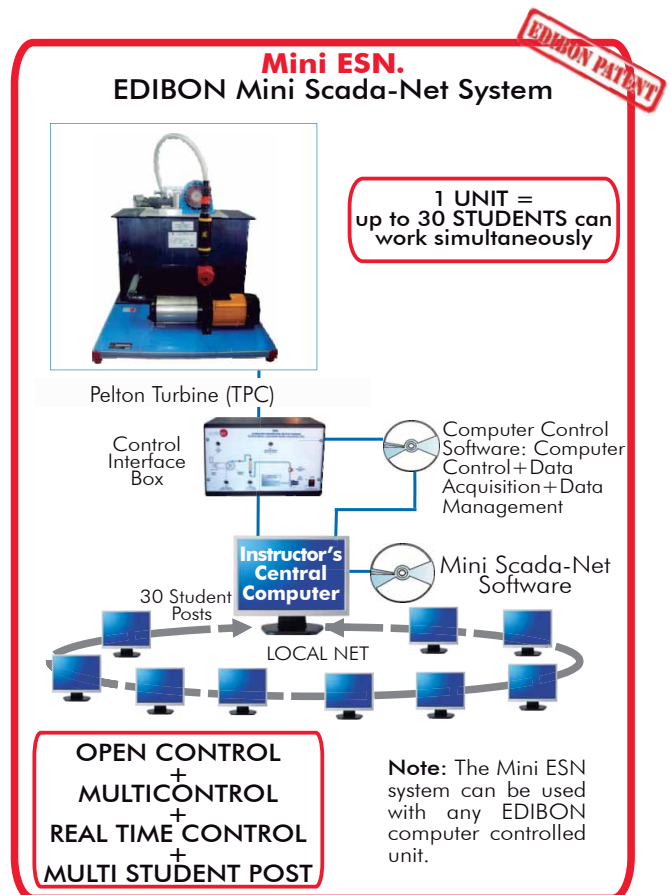 EDIBON PATENT
Mini ESN.
EDIBON Mini Scada-Net System
1 UNIT =
up to 30 STUDENTS can
work simultaneously
Pelton Turbine (TPC)
Control
Interface
Box
Computer Control
Software: Computer
Control+Data
Acquisition+Data
Management
Instructor's
Central
Computer
Mini Scada-Net
Software
30 Student
Posts
LOCAL NET
OPEN CONTROL
+
MULTICONTROL
+
REAL TIME CONTROL
+
MULTI STUDENT POST
Note: The Mini ESN
system can be used
with any EDIBON
computer controlled
unit.